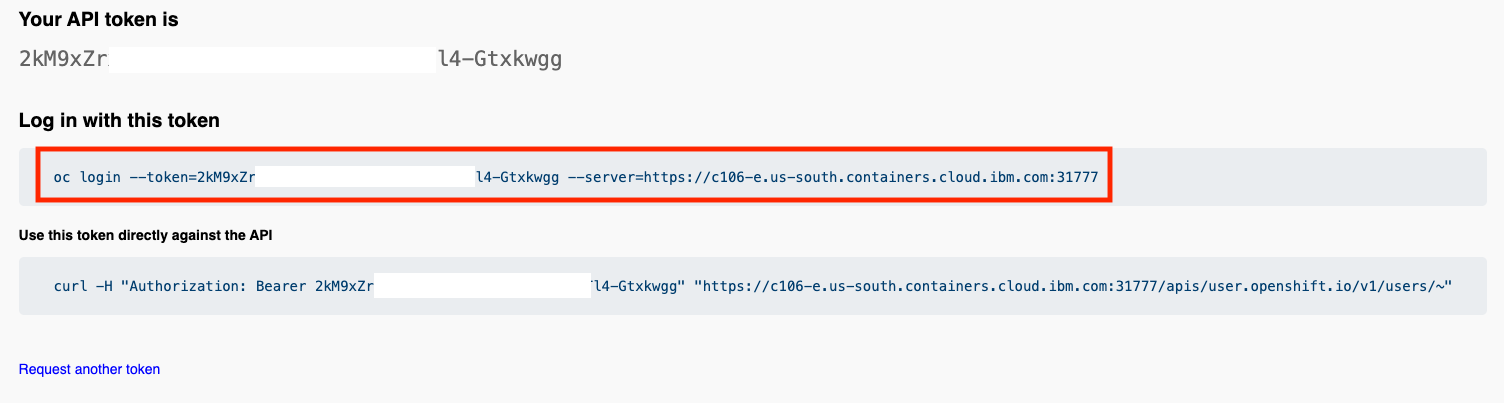 Your API token is
2kM9xZr l4-Gtxkwgg
Log in with this token
oc login --token=2kM9xZr l4-Gtxkwgg --server=https://c106-e.us-south.containers.cloud.ibm.com:31777
Use this token directly against the API
curl -H "Authorization: Bearer 2kM9xZr l4-Gtxkwgg" "https://c106-e.us-south.containers.cloud.ibm.com:31777/apis/user.openshift.io/v1/users/~"
Request another token